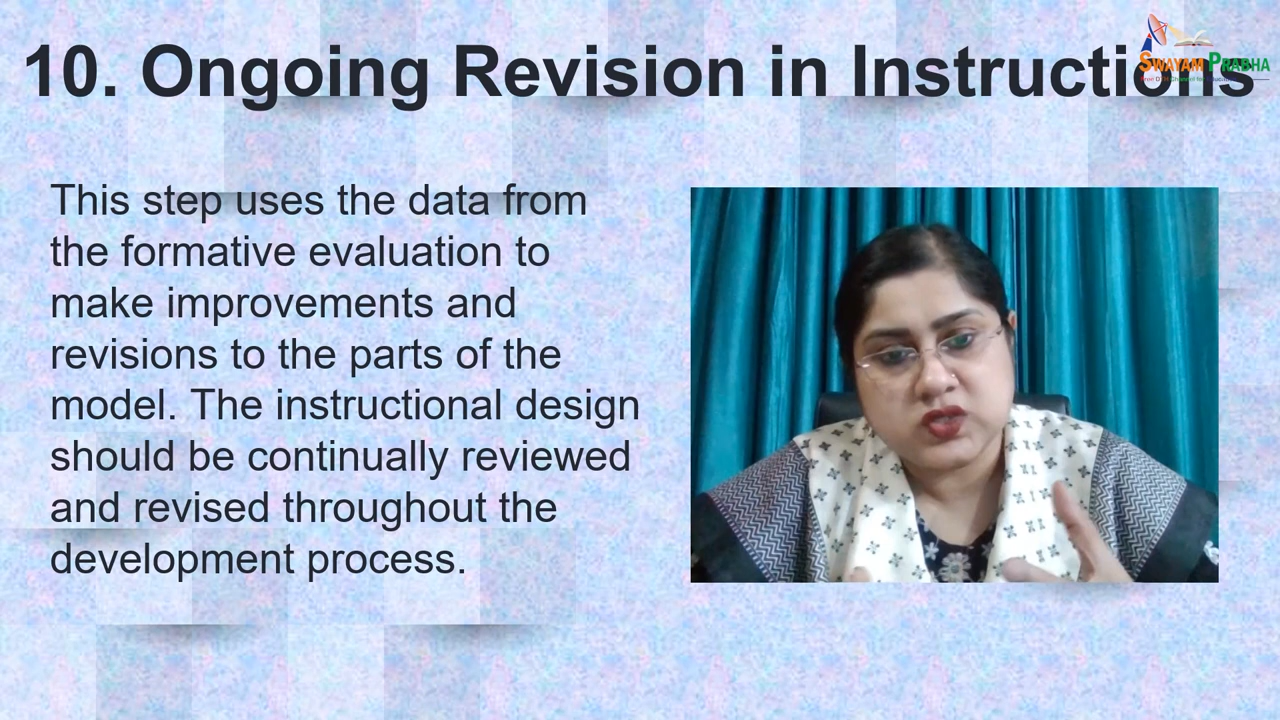 10. Ongoing Revision in Instructions
SWAYAM PRABHA
This step uses the data from
the formative evaluation to
make improvements and
revisions to the parts of the
model. The instructional design
should be continually reviewed
and revised throughout the
development process.